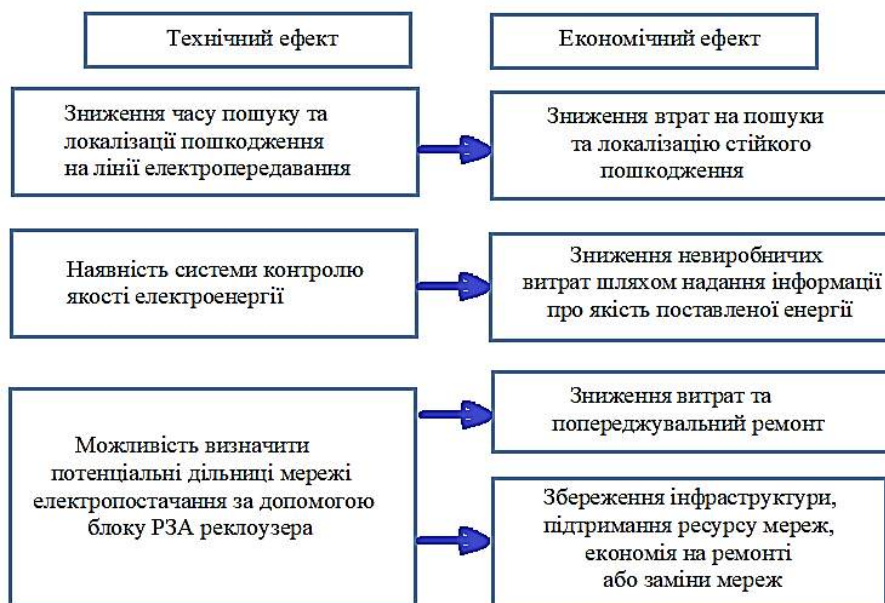 Технічний ефект
Економічний ефект
Зниження часу пошуку та
локалізації пошкодження
на лінії електропередавання
Зниження втрат на пошуки
та локалізацію стійкого
пошкодження
Наявність системи контролю
якості електроенергії
Зниження невиробничих
витрат шляхом надання інформації
про якість поставленої енергії
Можливість визначити
потенціальні дільниці мережі
електропостачання за допомогою
блоку РЗА реклоузера
Зниження витрат та
попереджувальний ремонт
Збереження інфраструктури,
підтримання ресурсу мереж,
економія на ремонті
або заміни мереж